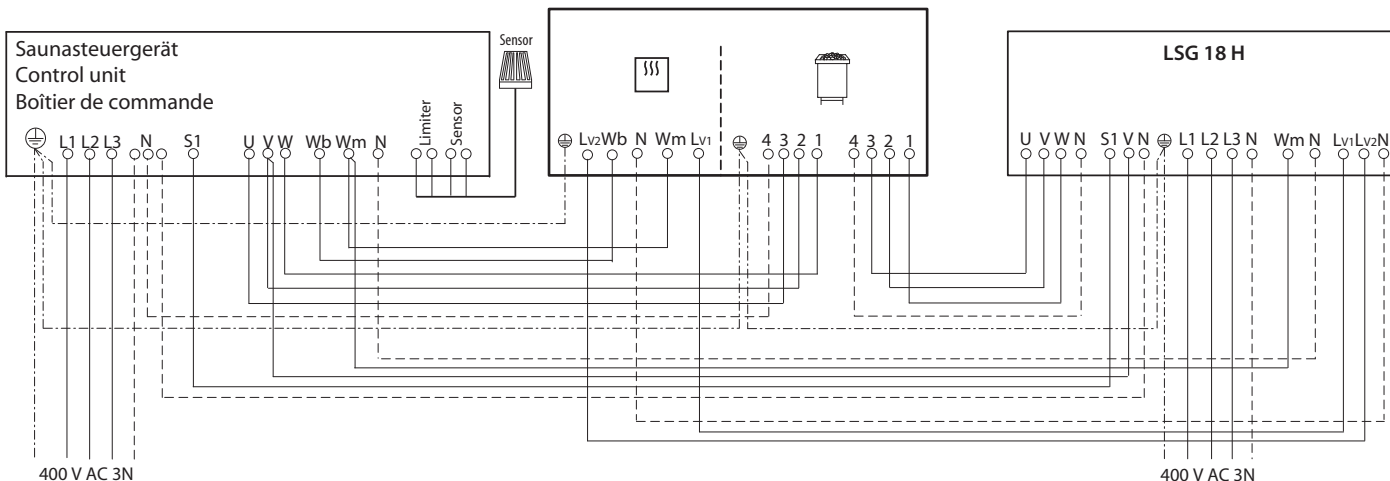 Saunasteuergerät
Control unit
Boîtier de commande
L1 L2 L3 N S1 U V W Wb Wm N
Limiter
Sensor
Sensor
Lv2 Wb N Wm Lv1 4 3 2 1 4 3 2 1
LSG 18 H
U V W N S1 V N L1 L2 L3 N Wm N Lv1 Lv2 N
400 V AC 3N
400 V AC 3N